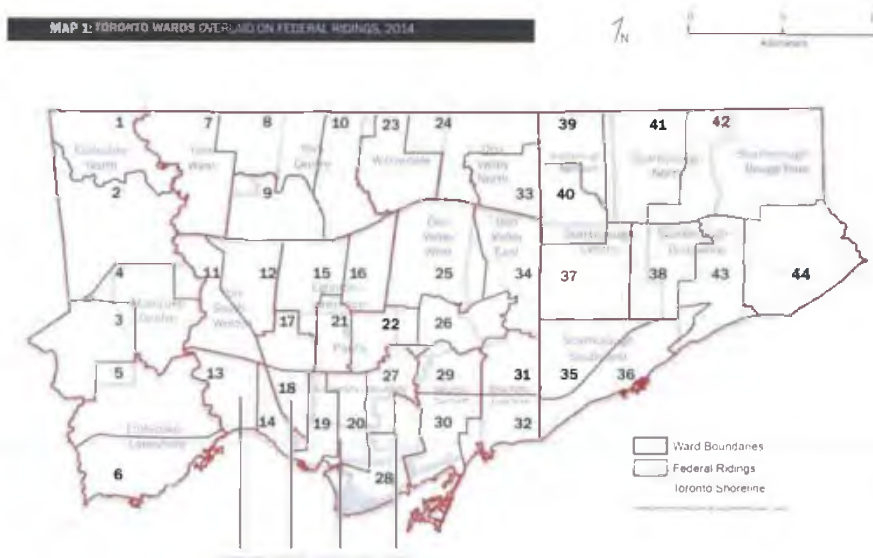 MAP 1: TORONTO WARDS OVERLAID ON FEDERAL RIDINGS, 2014
N
0
Kilometers
1 7 8 10 23 24 39 41 42
Etobicoke North
York West
York Centre
Willowdale
Don Valley North
Scarborough North
Scarborough Rouge Park
2 9 33 40
Don Valley West
Don Valley East
Scarborough Centre
4 11 12 15 16 25 34 37 38 43 44
Etobicoke Centre
York South Weston
3 17 21 22 26
Scarborough Southwest
5 13 18 27 29 31 35 36
14 19 20 30 32
Etobicoke Lakeshore
6 28
Ward Boundaries
Federal Ridings
Toronto Shoreline